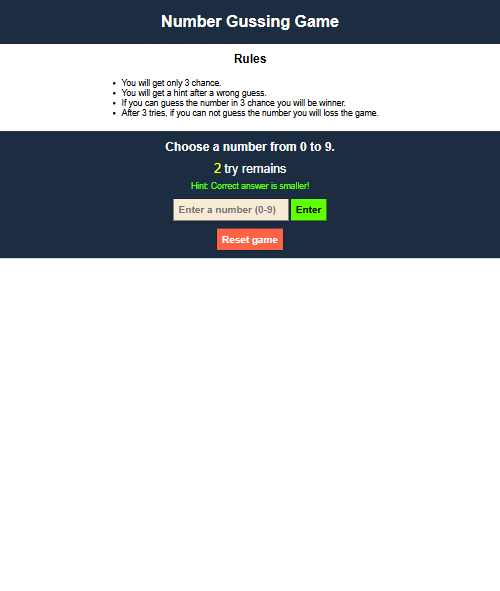 Number Gussing Game
Rules
• You will get only 3 chance.
• You will get a hint after a wrong guess.
• If you can guess the number in 3 chance you will be winner.
• After 3 tries, if you can not guess the number you will loss the game.
Choose a number from 0 to 9.
2 try remains
Hint: Correct answer is smaller!
Enter a number (0-9) Enter
Reset game